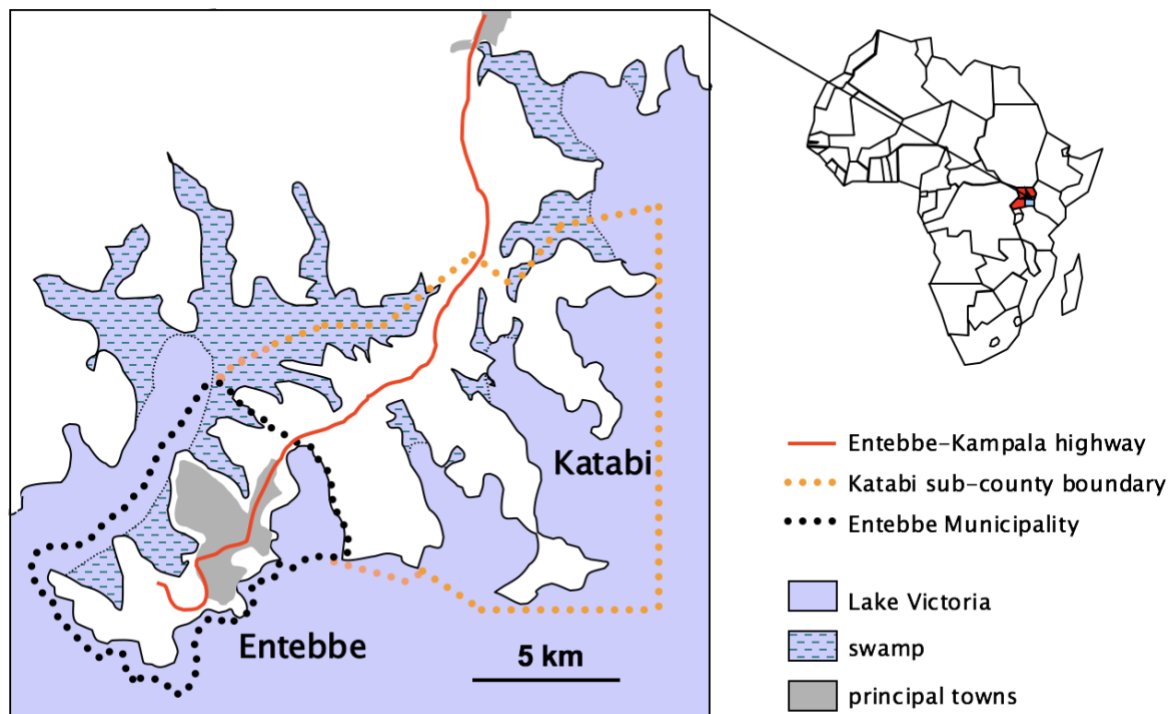 Katabi
Entebbe
5 km
Entebbe-Kampala highway
Katabi sub-county boundary
Entebbe Municipality
Lake Victoria
swamp
principal towns